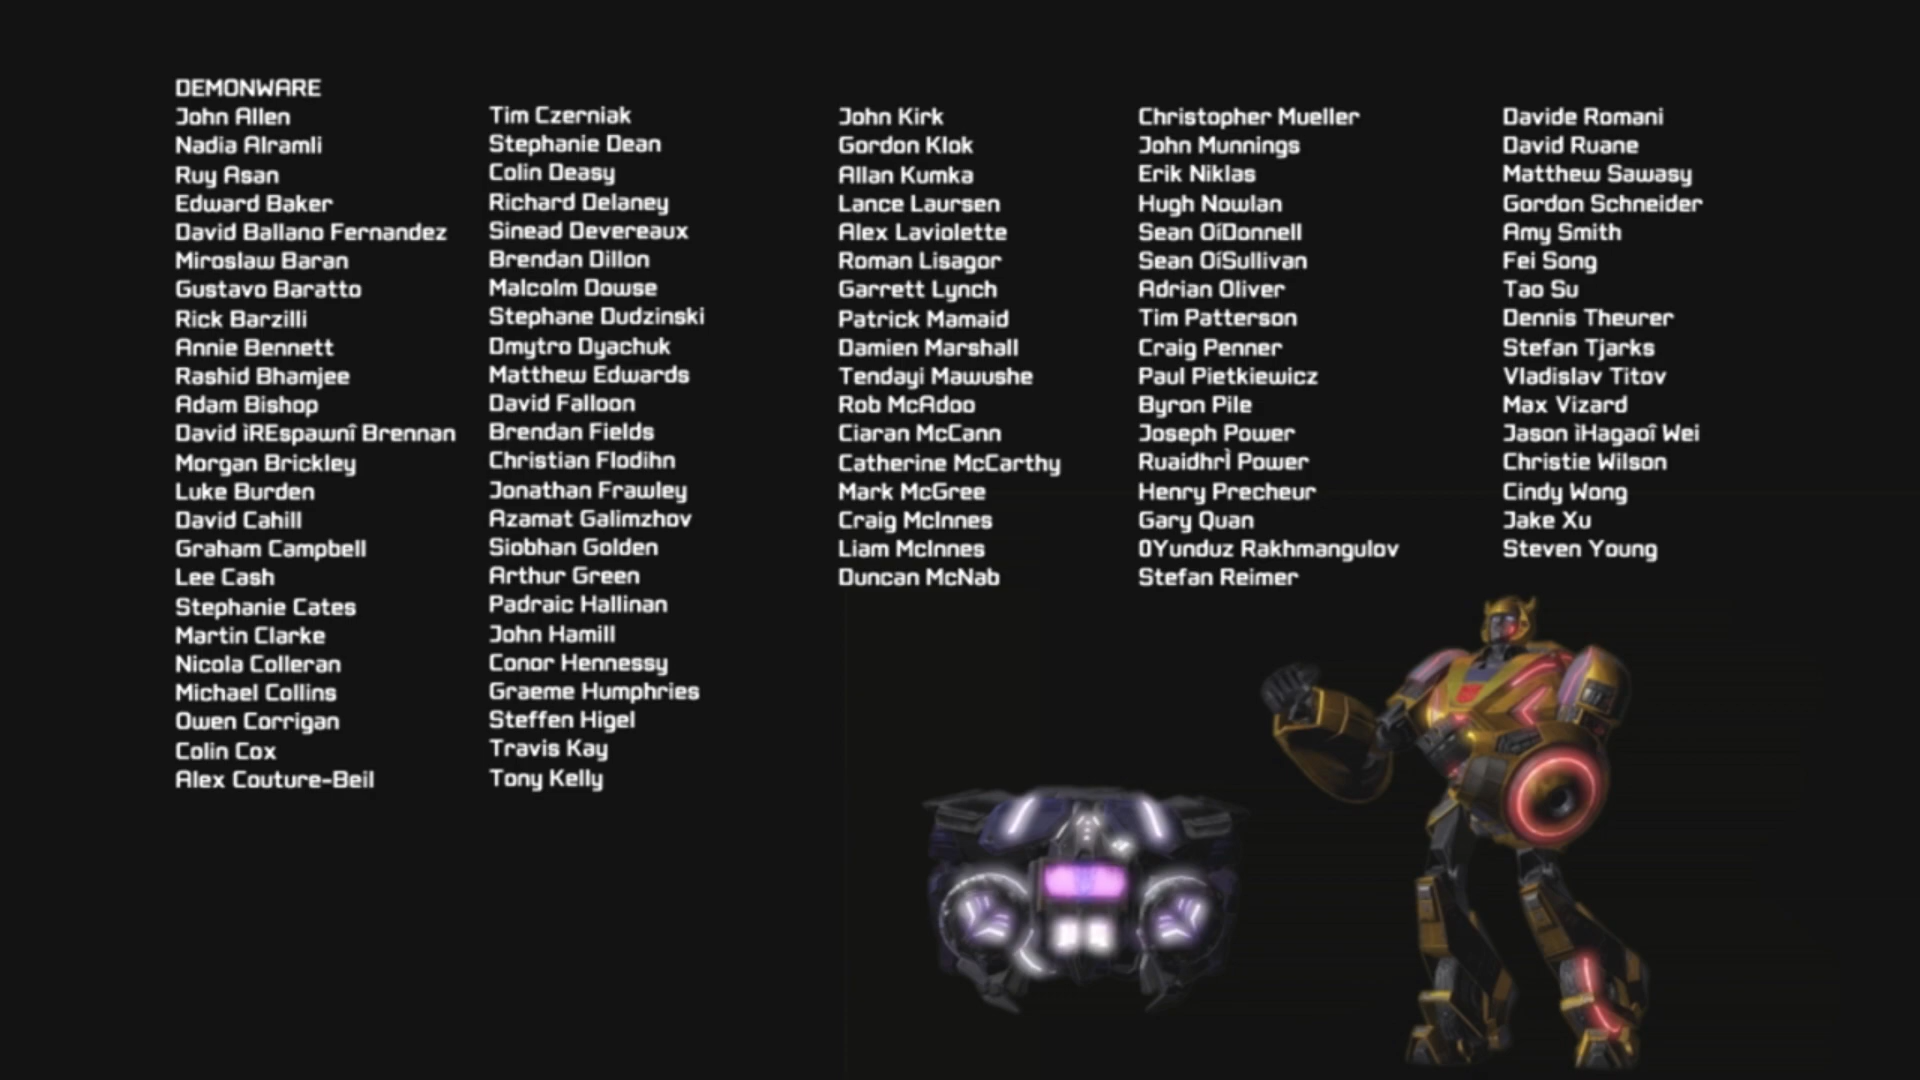 DEMONWARE
John Allen
Nadia Alramli
Ruy Asan
Edward Baker
David Ballano Fernandez
Miroslaw Baran
Gustavo Baratto
Rick Barzilli
Annie Bennett
Rashid Bhamjee
Adam Bishop
David ìREspawnî Brennan
Morgan Brickley
Luke Burden
David Cahill
Graham Campbell
Lee Cash
Stephanie Cates
Martin Clarke
Nicola Colleran
Michael Collins
Owen Corrigan
Colin Cox
Alex Couture-Beil
Tim Czerniak
Stephanie Dean
Colin Deasy
Richard Delaney
Sinead Devereaux
Brendan Dillon
Malcolm Dowse
Stephane Dudzinski
Dmytro Dyachuk
Matthew Edwards
David Falloon
Brendan Fields
Christian Flodihn
Jonathan Frawley
Azamat Galimzhov
Siobhan Golden
Arthur Green
Padraic Hallinan
John Hamill
Conor Hennessy
Graeme Humphries
Steffen Higel
Travis Kay
Tony Kelly
John Kirk
Gordon Klok
Allan Kumka
Lance Laursen
Alex Laviolette
Roman Lisagor
Garrett Lynch
Patrick Mamaid
Damien Marshall
Tendayi Mawushe
Rob McAdoo
Ciaran McCann
Catherine McCarthy
Mark McGree
Craig McInnes
Liam McInnes
Duncan McNab
Christopher Mueller
John Munnings
Erik Niklas
Hugh Nowlan
Sean OíDonnell
Sean OíSullivan
Adrian Oliver
Tim Patterson
Craig Penner
Paul Pietkiewicz
Byron Pile
Joseph Power
RuaidhrÌ Power
Henry Precheur
Gary Quan
0Yunduz Rakhmangulov
Stefan Reimer
Davide Romani
David Ruane
Matthew Sawasy
Gordon Schneider
Amy Smith
Fei Song
Tao Su
Dennis Theurer
Stefan Tjarks
Vladislav Titov
Max Vizard
Jason ìHagaoî Wei
Christie Wilson
Cindy Wong
Jake Xu
Steven Young